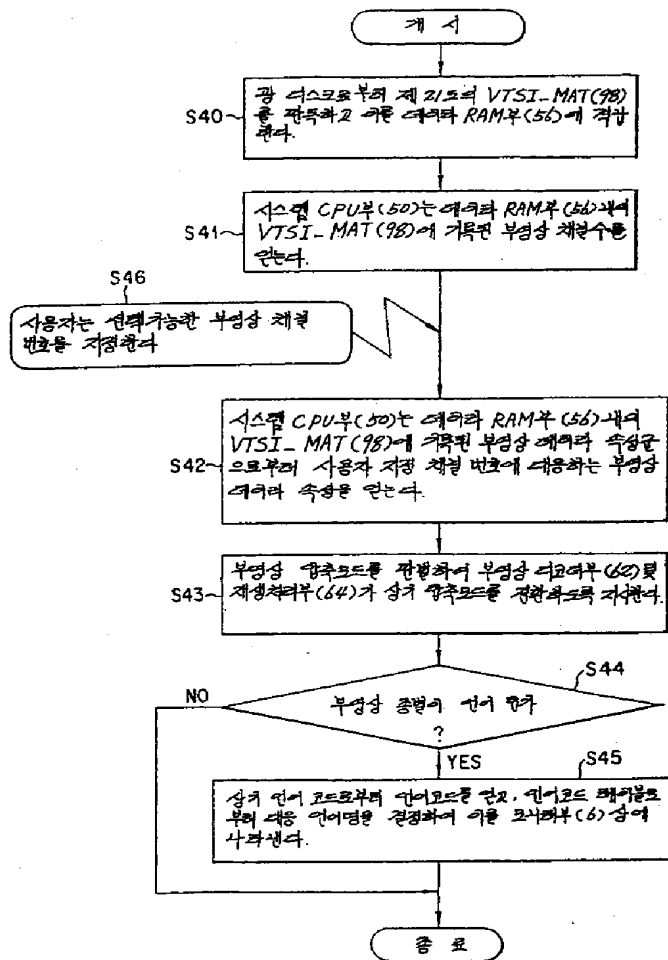 개 시
광 디스크로부터 제 21도의 VTSI_MAT(98)
를 판독하고 이를 데이타 RAM부(56)에 격납
한다.
S40
시스템 CPU부(50)는 데이타 RAM부(56)내의
VTSI_MAT(98)에 기록된 부영상 채널수를
얻는다.
S41
S46
사용자는 선택가능한 부영상 채널
번호를 지정한다
시스템 CPU부(50)는 데이타 RAM부(56)내의
VTSI_MAT(98)에 기록된 부영상 데이타 속성군
으로부터 사용자 지정 채널 번호에 대응하는 부영상
데이타 속성을 얻는다.
S42
부영상 압축모드를 판별하여 부영상 디코더부(62)및
재생처리부(64)가 상기 압축모드를 전환하도록 지시한다.
S43
S44
NO
부영상 종별이 언어 인가
?
YES
S45
상기 언어 코드로부터 언어코드를 얻고, 언어코드 테이블로
부터 대응 언어명을 결정하여 이를 모니터부(6) 상에
나타낸다.
종 료